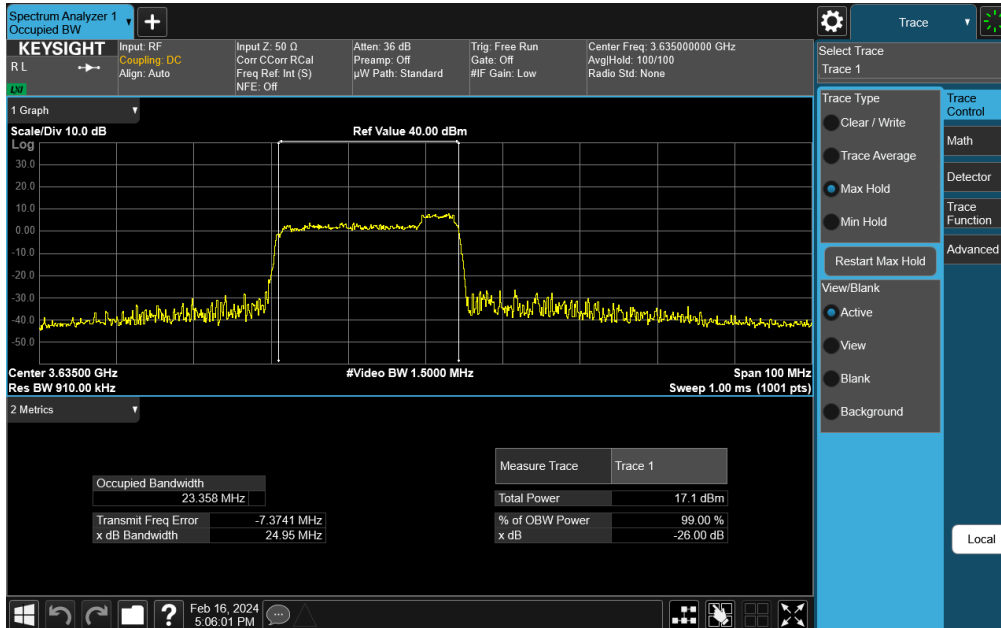 Spectrum Analyzer 1
Occupied BW
Trace
KEYSIGHT
R L
LXI
Input: RF
Coupling: DC
Align: Auto
Input Z: 50 Ω
Corr CCorr RCal
Freq Ref: Int (S)
NFE: Off
Atten: 36 dB
Preamp: Off
µW Path: Standard
Trig: Free Run
Gate: Off
#IF Gain: Low
Center Freq: 3.635000000 GHz
Avg|Hold: 100/100
Radio Std: None
Select Trace
Trace 1
1 Graph
Scale/Div 10.0 dB
Ref Value 40.00 dBm
Log
30.0
20.0
10.0
0.00
-10.0
-20.0
-30.0
-40.0
-50.0
Center 3.63500 GHz
#Video BW 1.5000 MHz
Span 100 MHz
Res BW 910.00 kHz
Sweep 1.00 ms (1001 pts)
2 Metrics
Measure Trace
Trace 1
Occupied Bandwidth
23.358 MHz
Total Power
17.1 dBm
Transmit Freq Error
-7.3741 MHz
% of OBW Power
99.00 %
x dB Bandwidth
24.95 MHz
x dB
-26.00 dB
Trace Type
Clear / Write
Trace Average
Max Hold
Min Hold
Restart Max Hold
View/Blank
Active
View
Blank
Background
Trace
Control
Math
Detector
Trace
Function
Advanced
Local
?
Feb 16, 2024
5:06:01 PM